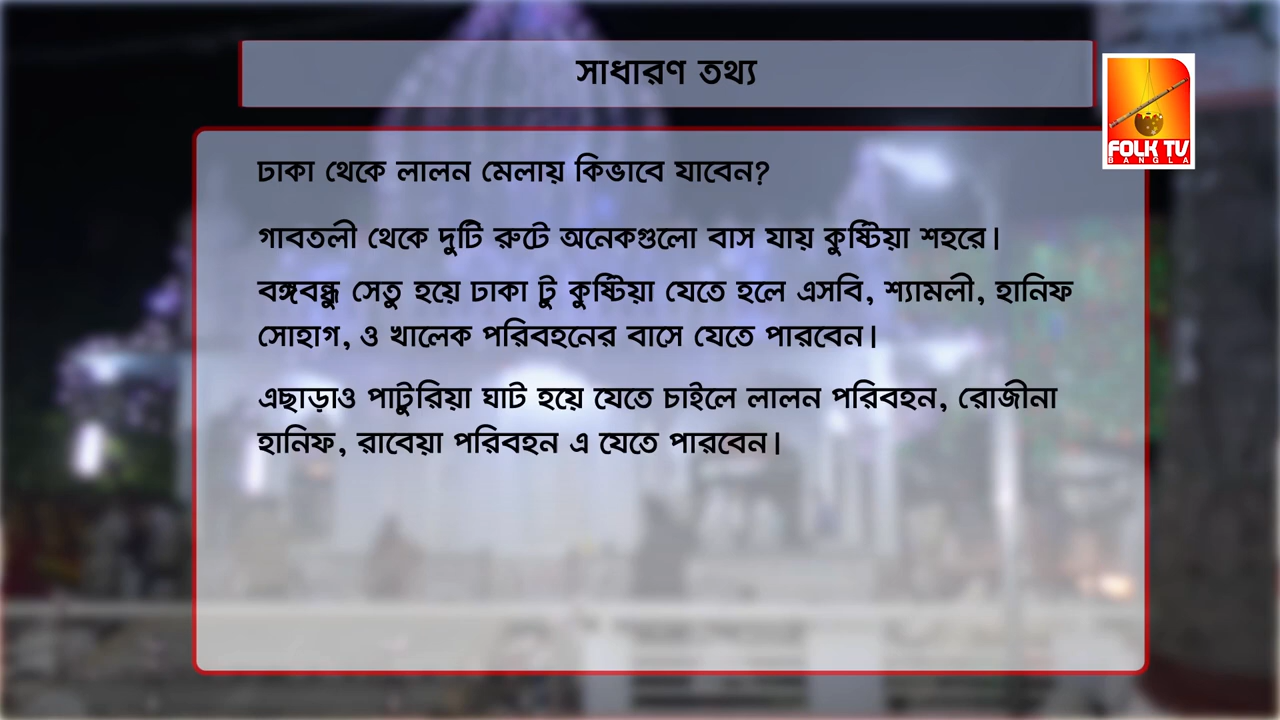 সাধারণ তথ্য
FOLK TV
BANGLA
ঢাকা থেকে লালন মেলায় কিভাবে যাবেন?
গাবতলী থেকে দুটি রুটে অনেকগুলো বাস যায় কুষ্টিয়া শহরে।
বঙ্গবন্ধু সেতু হয়ে ঢাকা টু কুষ্টিয়া যেতে হলে এসবি, শ্যামলী, হানিফ
সোহাগ, ও খালেক পরিবহনের বাসে যেতে পারবেন।
এছাড়াও পাটুরিয়া ঘাট হয়ে যেতে চাইলে লালন পরিবহন, রোজীনা
হানিফ, রাবেয়া পরিবহন এ যেতে পারবেন।